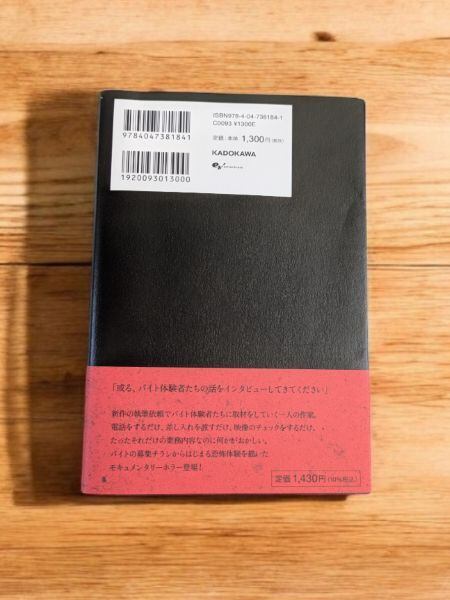 ISBN978-4-04-738184-1
C0093 ¥1300E
定価:本体1,300円(税別)
KADOKAWA
9784047381841
1920093013000
「或る、バイト体験者たちの話をインタビューしてきてください」
新作の執筆依頼でバイト体験者たちに取材をしていく一人の作家。
電話をするだけ、差し入れを渡すだけ、映像のチェックをするだけ、
たったそれだけの業務内容なのに何かがおかしい。
バイトの募集チラシからはじまる恐怖体験を描いた
モキュメンタリーホラー登場!
定価1,430円(10%税込)